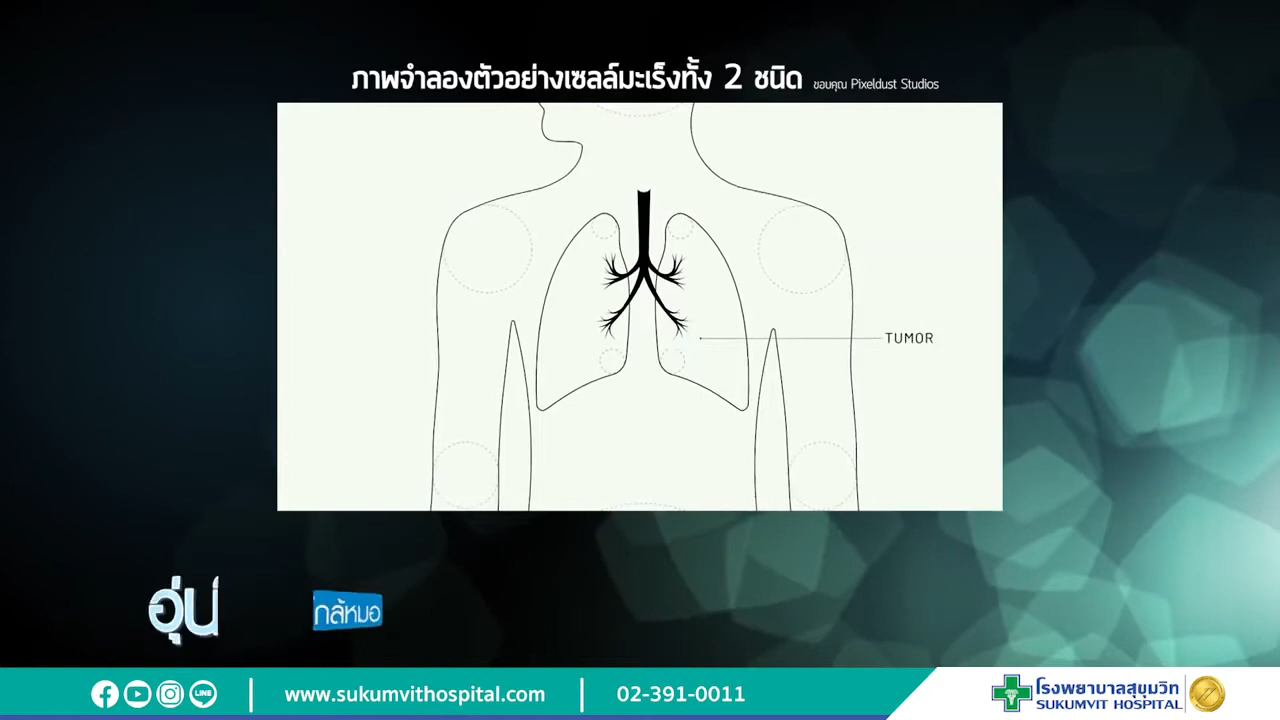 ภาพจำลองตัวอย่างเซลล์มะเร็งทั้ง 2 ชนิด ขอบคุณ Pixeldust Studios
TUMOR
อุ่น
กล้หมอ
www.sukumvithospital.com
02-391-0011
LINE
โรงพยาบาลสุขุมวิท
SUKUMVIT HOSPITAL